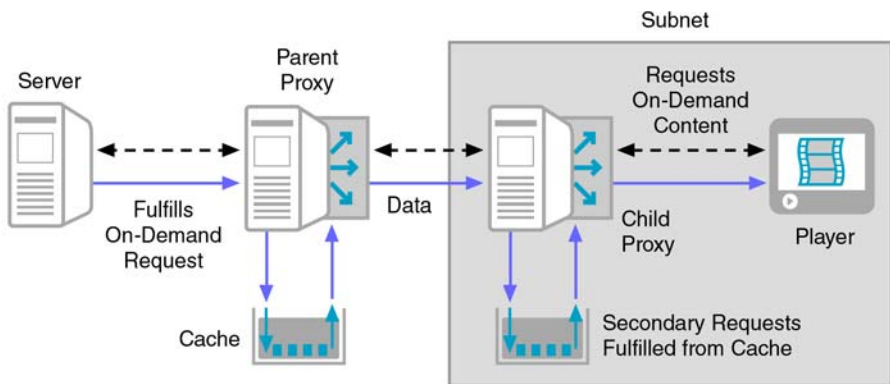 Subnet
Server
Parent
Proxy
Requests
On-Demand
Content
Fulfills
On-Demand
Request
Data
Child
Proxy
Player
Cache
Secondary Requests
Fulfilled from Cache